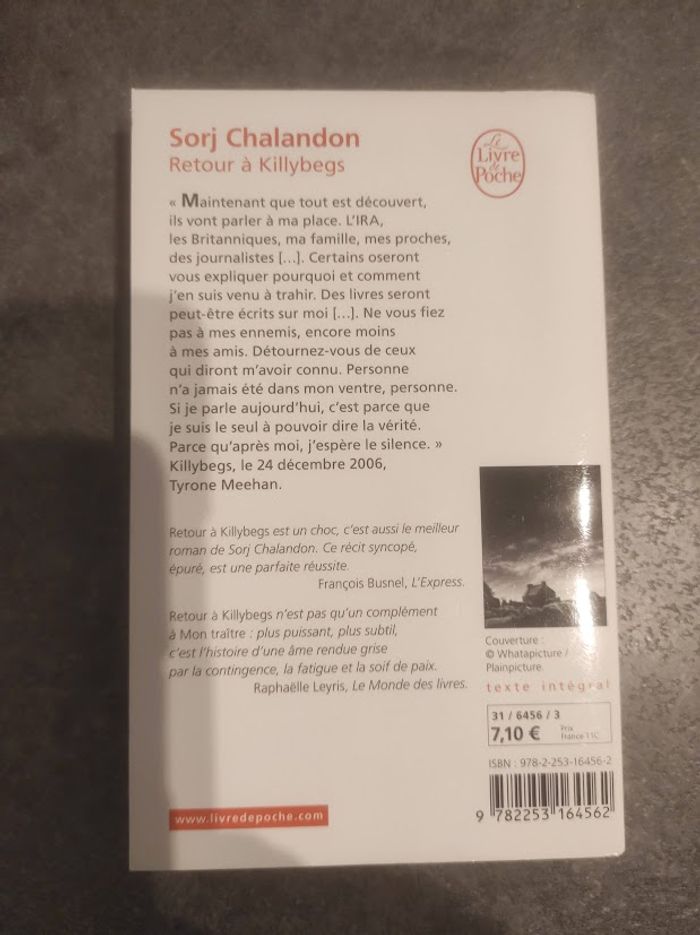 Sorj Chalandon
Retour à Killybegs
Le
Livre
de
Poche
« Maintenant que tout est découvert,
ils vont parler à ma place. L'IRA,
les Britanniques, ma famille, mes proches,
des journalistes [...]. Certains oseront
vous expliquer pourquoi et comment
j'en suis venu à trahir. Des livres seront
peut-être écrits sur moi [...]. Ne vous fiez
pas à mes ennemis, encore moins
à mes amis. Détournez-vous de ceux
qui diront m'avoir connu. Personne
n'a jamais été dans mon ventre, personne.
Si je parle aujourd'hui, c'est parce que
je suis le seul à pouvoir dire la vérité.
Parce qu'après moi, j'espère le silence. »
Killybegs, le 24 décembre 2006,
Tyrone Meehan.
Retour à Killybegs est un choc, c'est aussi le meilleur
roman de Sorj Chalandon. Ce récit syncopé,
épuré, est une parfaite réussite.
François Busnel, L'Express.
Retour à Killybegs n'est pas qu'un complément
à Mon traître : plus puissant, plus subtil,
c'est l'histoire d'une âme rendue grise
par la contingence, la fatigue et la soif de paix.
Raphaëlle Leyris, Le Monde des livres.
Couverture :
© Whatapicture /
Plainpicture.
texte intégral
31 / 6456 / 3
7,10 €
Prix
France TTC
ISBN : 978-2-253-16456-2
9 782253 164562
www.livredepoche.com